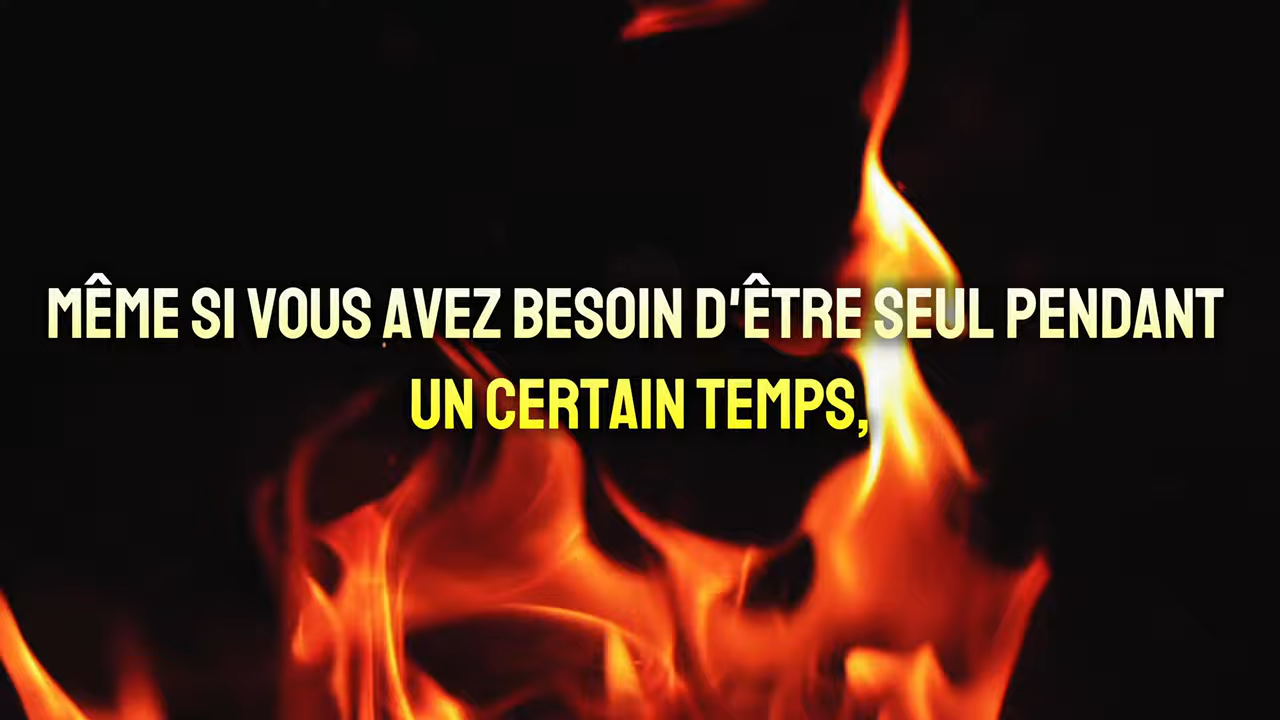 MÊME SI VOUS AVEZ BESOIN D'ÊTRE SEUL PENDANT
UN CERTAIN TEMPS,